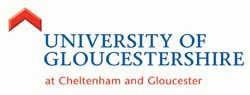 UNIVERSITY OF
GLOUCESTERSHIRE
at Cheltenham and Gloucester